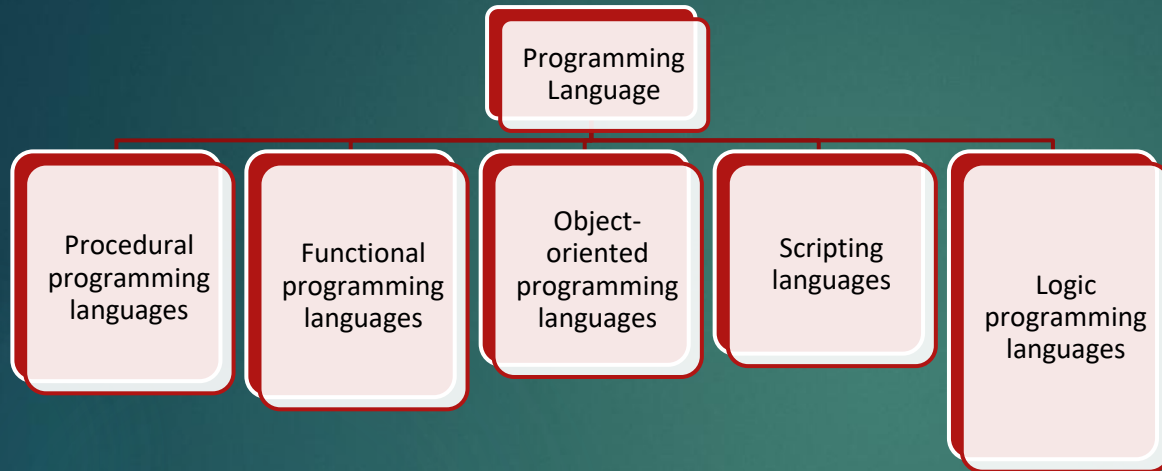 Programming
Language
Procedural
programming
languages
Functional
programming
languages
Object-
oriented
programming
languages
Scripting
languages
Logic
programming
languages